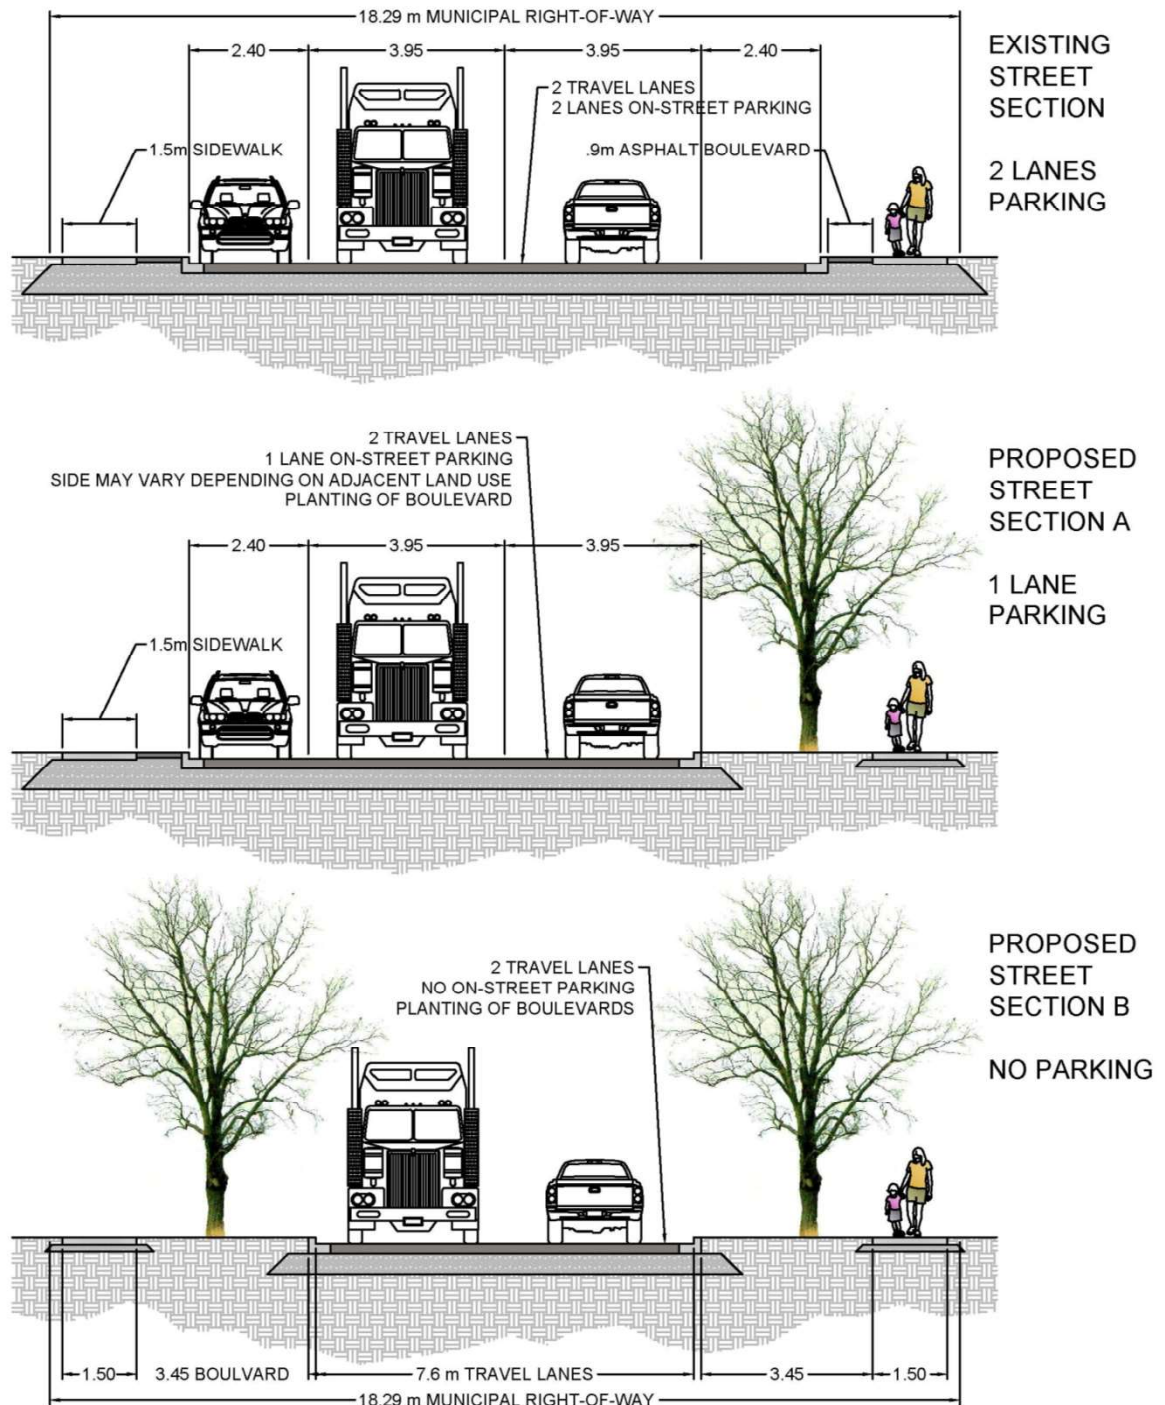 18.29 m MUNICIPAL RIGHT-OF-WAY
2.40
3.95
3.95
2.40
EXISTING
STREET
SECTION
2 LANES
PARKING
2 TRAVEL LANES
2 LANES ON-STREET PARKING
1.5m SIDEWALK
.9m ASPHALT BOULEVARD
2 TRAVEL LANES
1 LANE ON-STREET PARKING
SIDE MAY VARY DEPENDING ON ADJACENT LAND USE
PLANTING OF BOULEVARD
PROPOSED
STREET
SECTION A
1 LANE
PARKING
2.40
3.95
3.95
1.5m SIDEWALK
2 TRAVEL LANES
NO ON-STREET PARKING
PLANTING OF BOULEVARDS
PROPOSED
STREET
SECTION B
NO PARKING
1.50
3.45 BOULVARD
7.6 m TRAVEL LANES
3.45
1.50
18.29 m MUNICIPAL RIGHT-OF-WAY